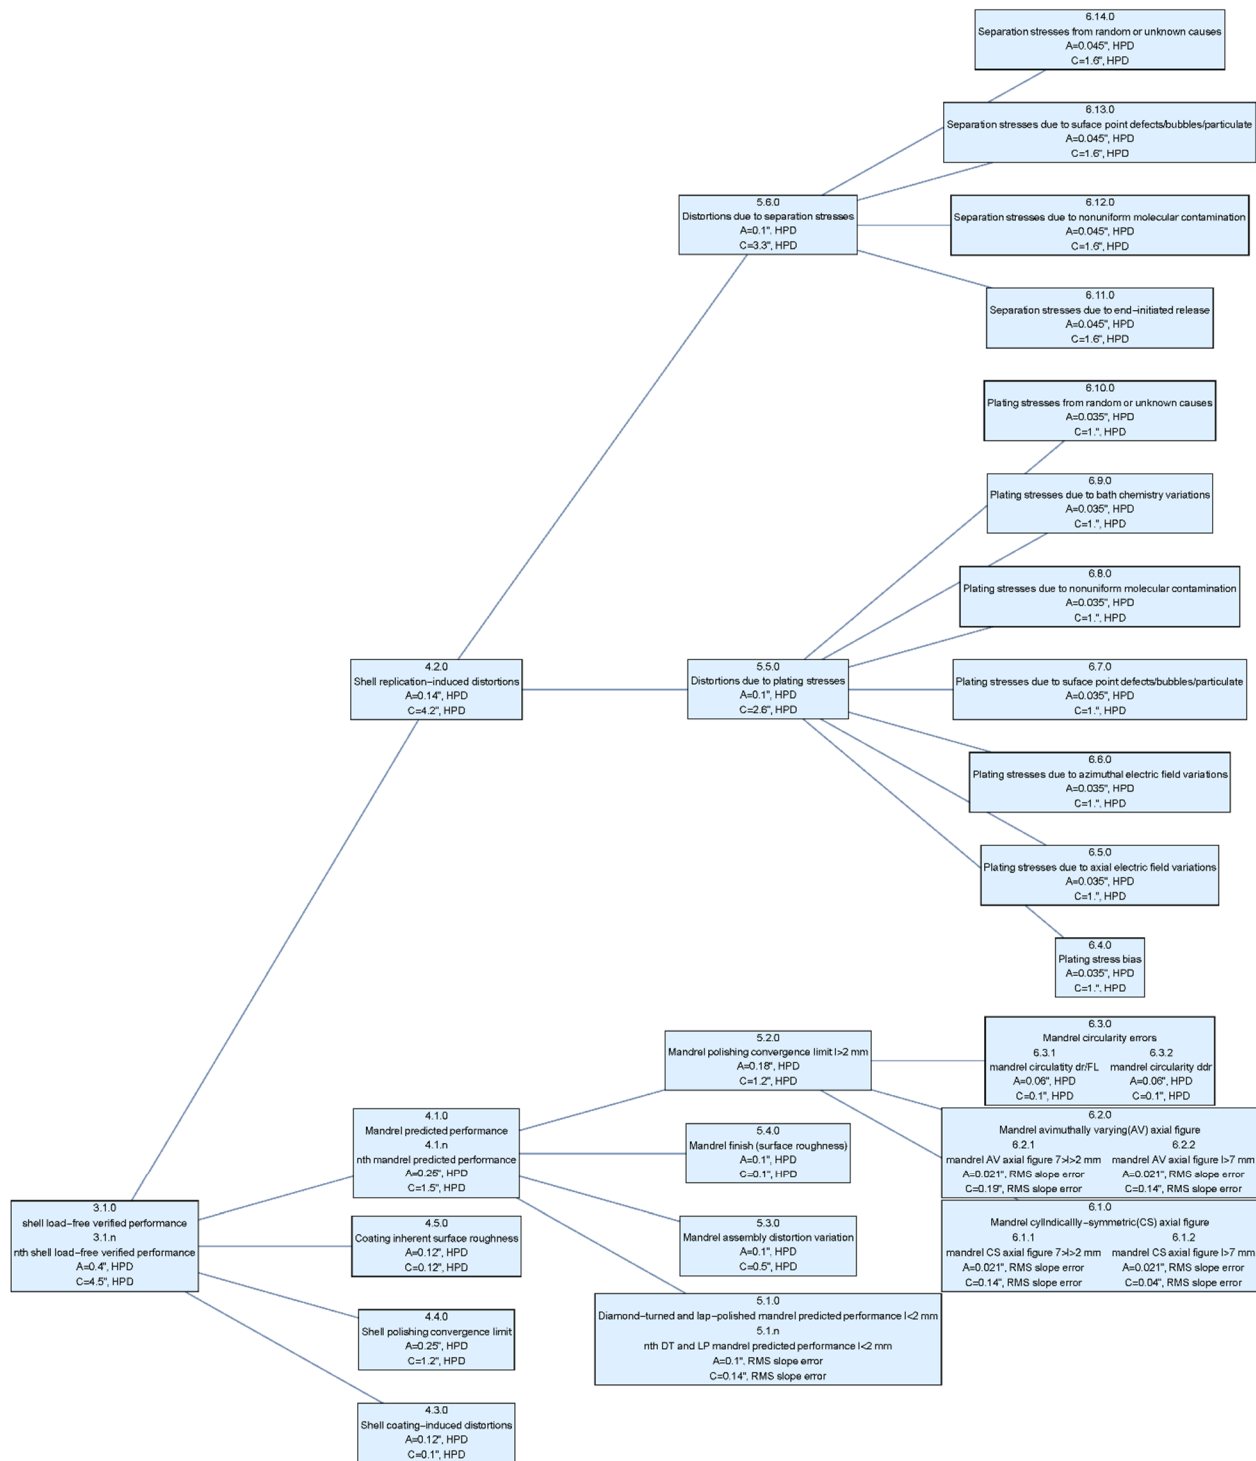 6.14.0
Separation stresses from random or unknown causes
A=0.045", HPD
C=1.6", HPD
6.13.0
Separation stresses due to suface point defects/bubbles/particulate
A=0.045", HPD
C=1.6", HPD
5.6.0
Distortions due to separation stresses
A=0.1", HPD
C=3.3", HPD
6.12.0
Separation stresses due to nonuniform molecular contamination
A=0.045", HPD
C=1.6", HPD
6.11.0
Separation stresses due to end-initiated release
A=0.045", HPD
C=1.6", HPD
6.10.0
Plating stresses from random or unknown causes
A=0.035", HPD
C=1.", HPD
6.9.0
Plating stresses due to bath chemistry variations
A=0.035", HPD
C=1.", HPD
6.8.0
Plating stresses due to nonuniform molecular contamination
A=0.035", HPD
C=1.", HPD
4.2.0
Shell replication-induced distortions
A=0.14", HPD
C=4.2", HPD
5.5.0
Distortions due to plating stresses
A=0.1", HPD
C=2.6", HPD
6.7.0
Plating stresses due to suface point defects/bubbles/particulate
A=0.035", HPD
C=1.", HPD
6.6.0
Plating stresses due to azimuthal electric field variations
A=0.035", HPD
C=1.", HPD
6.5.0
Plating stresses due to axial electric field variations
A=0.035", HPD
C=1.", HPD
6.4.0
Plating stress bias
A=0.035", HPD
C=1.", HPD
5.2.0
Mandrel polishing convergence limit l>2 mm
A=0.18", HPD
C=1.2", HPD
6.3.0
Mandrel circularity errors
6.3.1 6.3.2
mandrel circulatity dr/FL mandrel circularity ddr
A=0.06", HPD A=0.06", HPD
C=0.1", HPD C=0.1", HPD
4.1.0
Mandrel predicted performance
4.1.n
nth mandrel predicted performance
A=0.25", HPD
C=1.5", HPD
5.4.0
Mandrel finish (surface roughness)
A=0.1", HPD
C=0.1", HPD
6.2.0
Mandrel avimuthally varying(AV) axial figure
6.2.1 6.2.2
mandrel AV axial figure 7>l>2 mm mandrel AV axial figure l>7 mm
A=0.021", RMS slope error A=0.021", RMS slope error
C=0.19", RMS slope error C=0.14", RMS slope error
3.1.0
shell load-free verified performance
3.1.n
nth shell load-free verified performance
A=0.4", HPD
C=4.5", HPD
4.5.0
Coating inherent surface roughness
A=0.12", HPD
C=0.12", HPD
5.3.0
Mandrel assembly distortion variation
A=0.1", HPD
C=0.5", HPD
6.1.0
Mandrel cylindically-symmetric(CS) axial figure
6.1.1 6.1.2
mandrel CS axial figure 7>l>2 mm mandrel CS axial figure l>7 mm
A=0.021", RMS slope error A=0.021", RMS slope error
C=0.14", RMS slope error C=0.04", RMS slope error
4.4.0
Shell polishing convergence limit
A=0.25", HPD
C=1.2", HPD
5.1.0
Diamond-turned and lap-polished mandrel predicted performance l<2 mm
5.1.n
nth DT and LP mandrel predicted performance l<2 mm
A=0.1", RMS slope error
C=0.14", RMS slope error
4.3.0
Shell coating-induced distortions
A=0.12", HPD
C=0.1", HPD